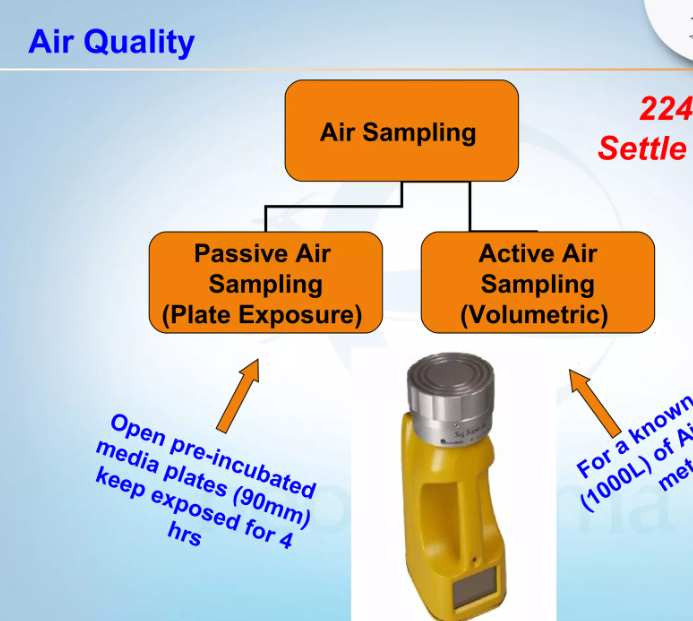 Air Quality
Air Sampling
224
Settle
Passive Air
Sampling
(Plate Exposure)
Active Air
Sampling
(Volumetric)
Open pre-incubated
media plates (90mm)
keep exposed for 4
hrs
For a known
(1000L) of Ai
met